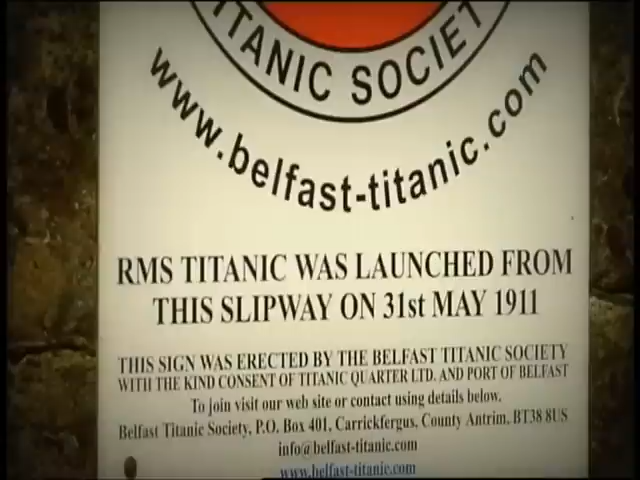 TITANIC SOCIETY
www.belfast-titanic.com
RMS TITANIC WAS LAUNCHED FROM
THIS SLIPWAY ON 31st MAY 1911
THIS SIGN WAS ERECTED BY THE BELFAST TITANIC SOCIETY
WITH THE KIND CONSENT OF TITANIC QUARTER LTD. AND PORT OF BELFAST
To join visit our web site or contact using details below.
Belfast Titanic Society, P.O. Box 401, Carrickfergus, County Antrim, BT38 8US
info@belfast-titanic.com
www.belfast-titanic.com